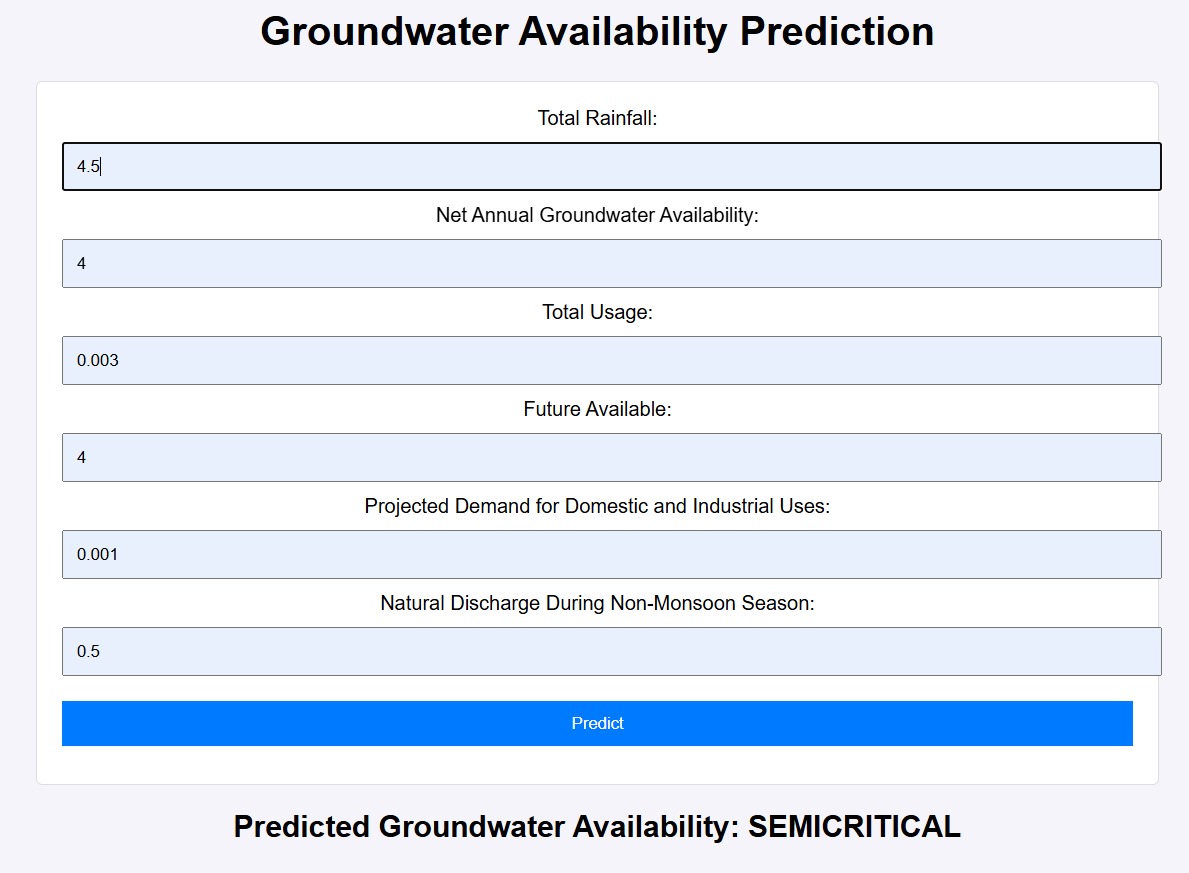 Groundwater Availability Prediction
Total Rainfall:
4.5
Net Annual Groundwater Availability:
4
Total Usage:
0.003
Future Available:
4
Projected Demand for Domestic and Industrial Uses:
0.001
Natural Discharge During Non-Monsoon Season:
0.5
Predict
Predicted Groundwater Availability: SEMICRITICAL